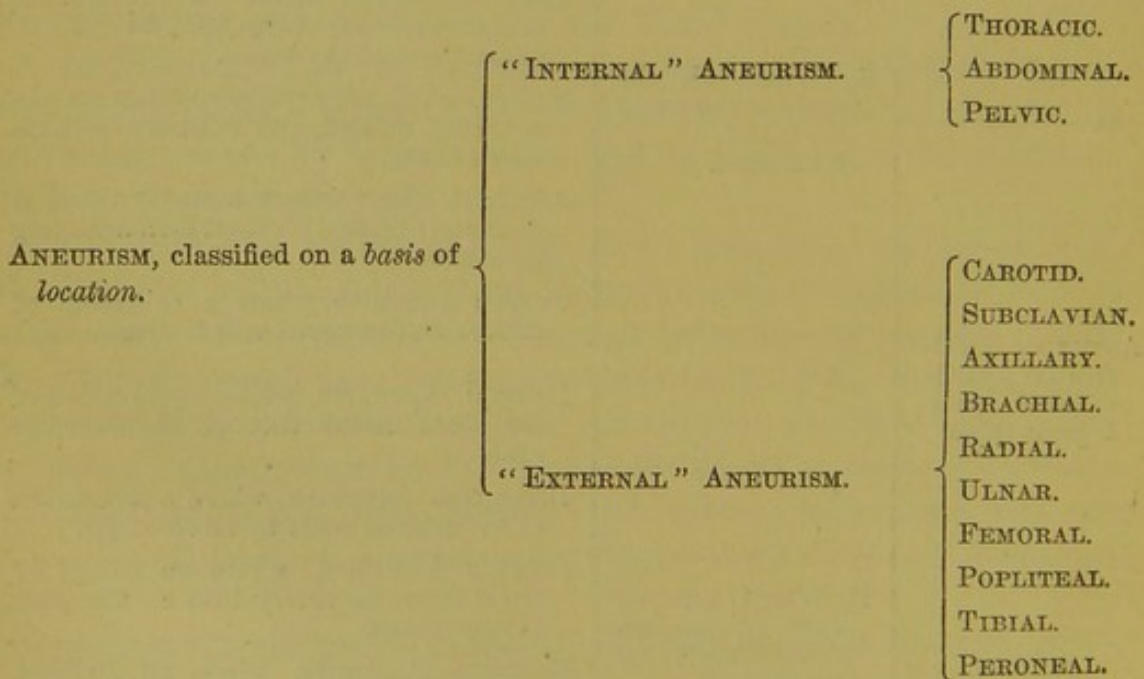 ANEURISM, classified on a basis of
location.
“INTERNAL” ANEURISM.
THORACIC.
ABDOMINAL.
PELVIC.
“EXTERNAL” ANEURISM.
CAROTID.
SUBCLAVIAN.
AXILLARY.
BRACHIAL.
RADIAL.
ULNAR.
FEMORAL.
POPLITEAL.
TIBIAL.
PERONEAL.